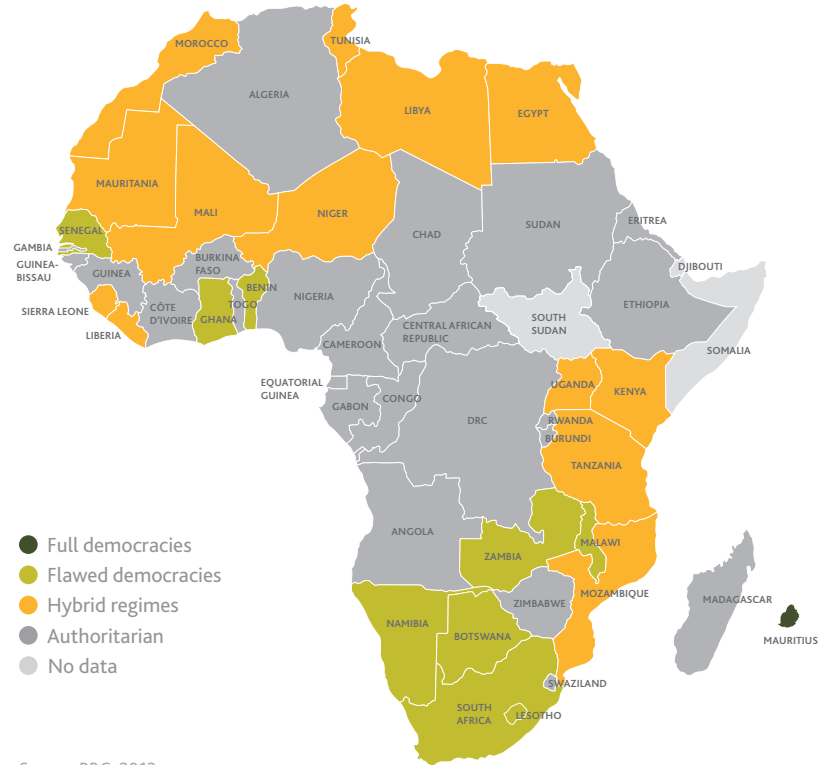 MOROCCO
TUNISIA
ALGERIA
LIBYA
EGYPT
MAURITANIA
MALI
NIGER
SENEGAL
CHAD
SUDAN
ERITREA
GAMBIA
GUINEA-
BISSAU
GUINEA
BURKINA
FASO
BENIN
DJIBOUTI
NIGERIA
SIERRA LEONE
CÔTE
D'IVOIRE
GHANA
TOGO
SOUTH
SUDAN
ETHIOPIA
LIBERIA
CAMEROON
CENTRAL AFRICAN
REPUBLIC
SOMALIA
EQUATORIAL
GUINEA
GABON
CONGO
DRC
UGANDA
KENYA
RWANDA
BURUNDI
TANZANIA
ANGOLA
ZAMBIA
MALAWI
MOZAMBIQUE
ZIMBABWE
MADAGASCAR
MAURITIUS
NAMIBIA
BOTSWANA
SWAZILAND
SOUTH
AFRICA
LESOTHO
Full democracies
Flawed democracies
Hybrid regimes
Authoritarian
No data